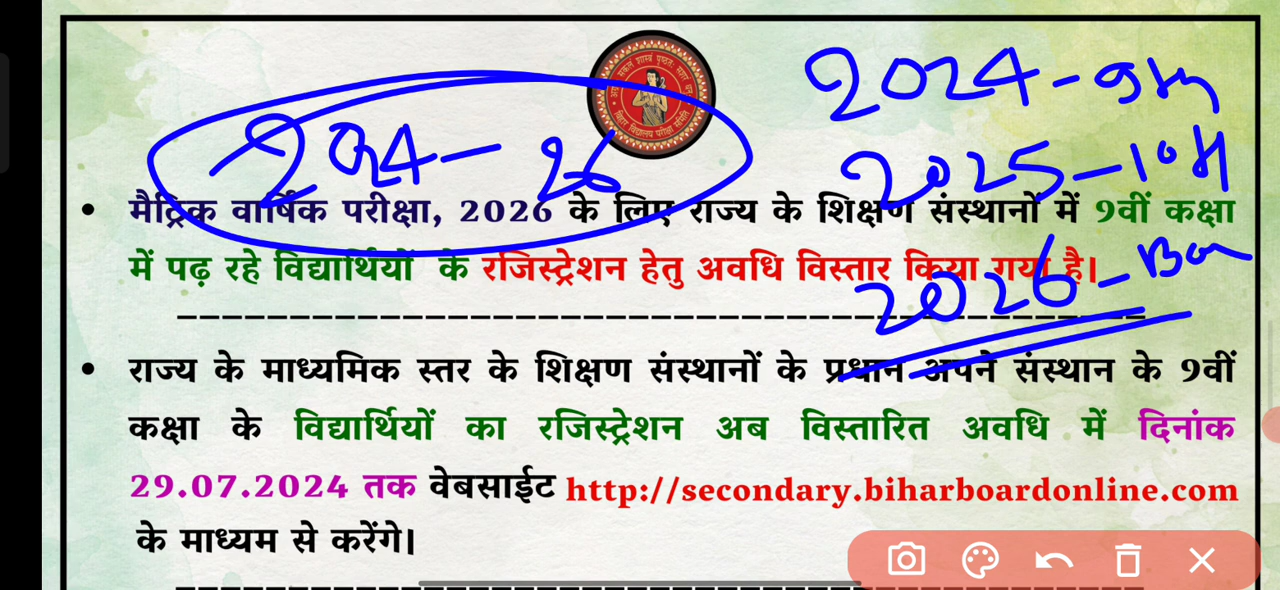 2024-9th
2024-26
2025-10th
मैट्रिक वार्षिक परीक्षा, 2026 के लिए राज्य के शिक्षण संस्थानों में 9वीं कक्षा
में पढ़ रहे विद्यार्थियों के रजिस्ट्रेशन हेतु अवधि विस्तार किया गया है।
2026-
राज्य के माध्यमिक स्तर के शिक्षण संस्थानों के प्रधान अपने संस्थान के 9वीं
कक्षा के विद्यार्थियों का रजिस्ट्रेशन अब विस्तारित अवधि में दिनांक
29.07.2024 तक वेबसाईट http://secondary.biharboardonline.com
के माध्यम से करेंगे।